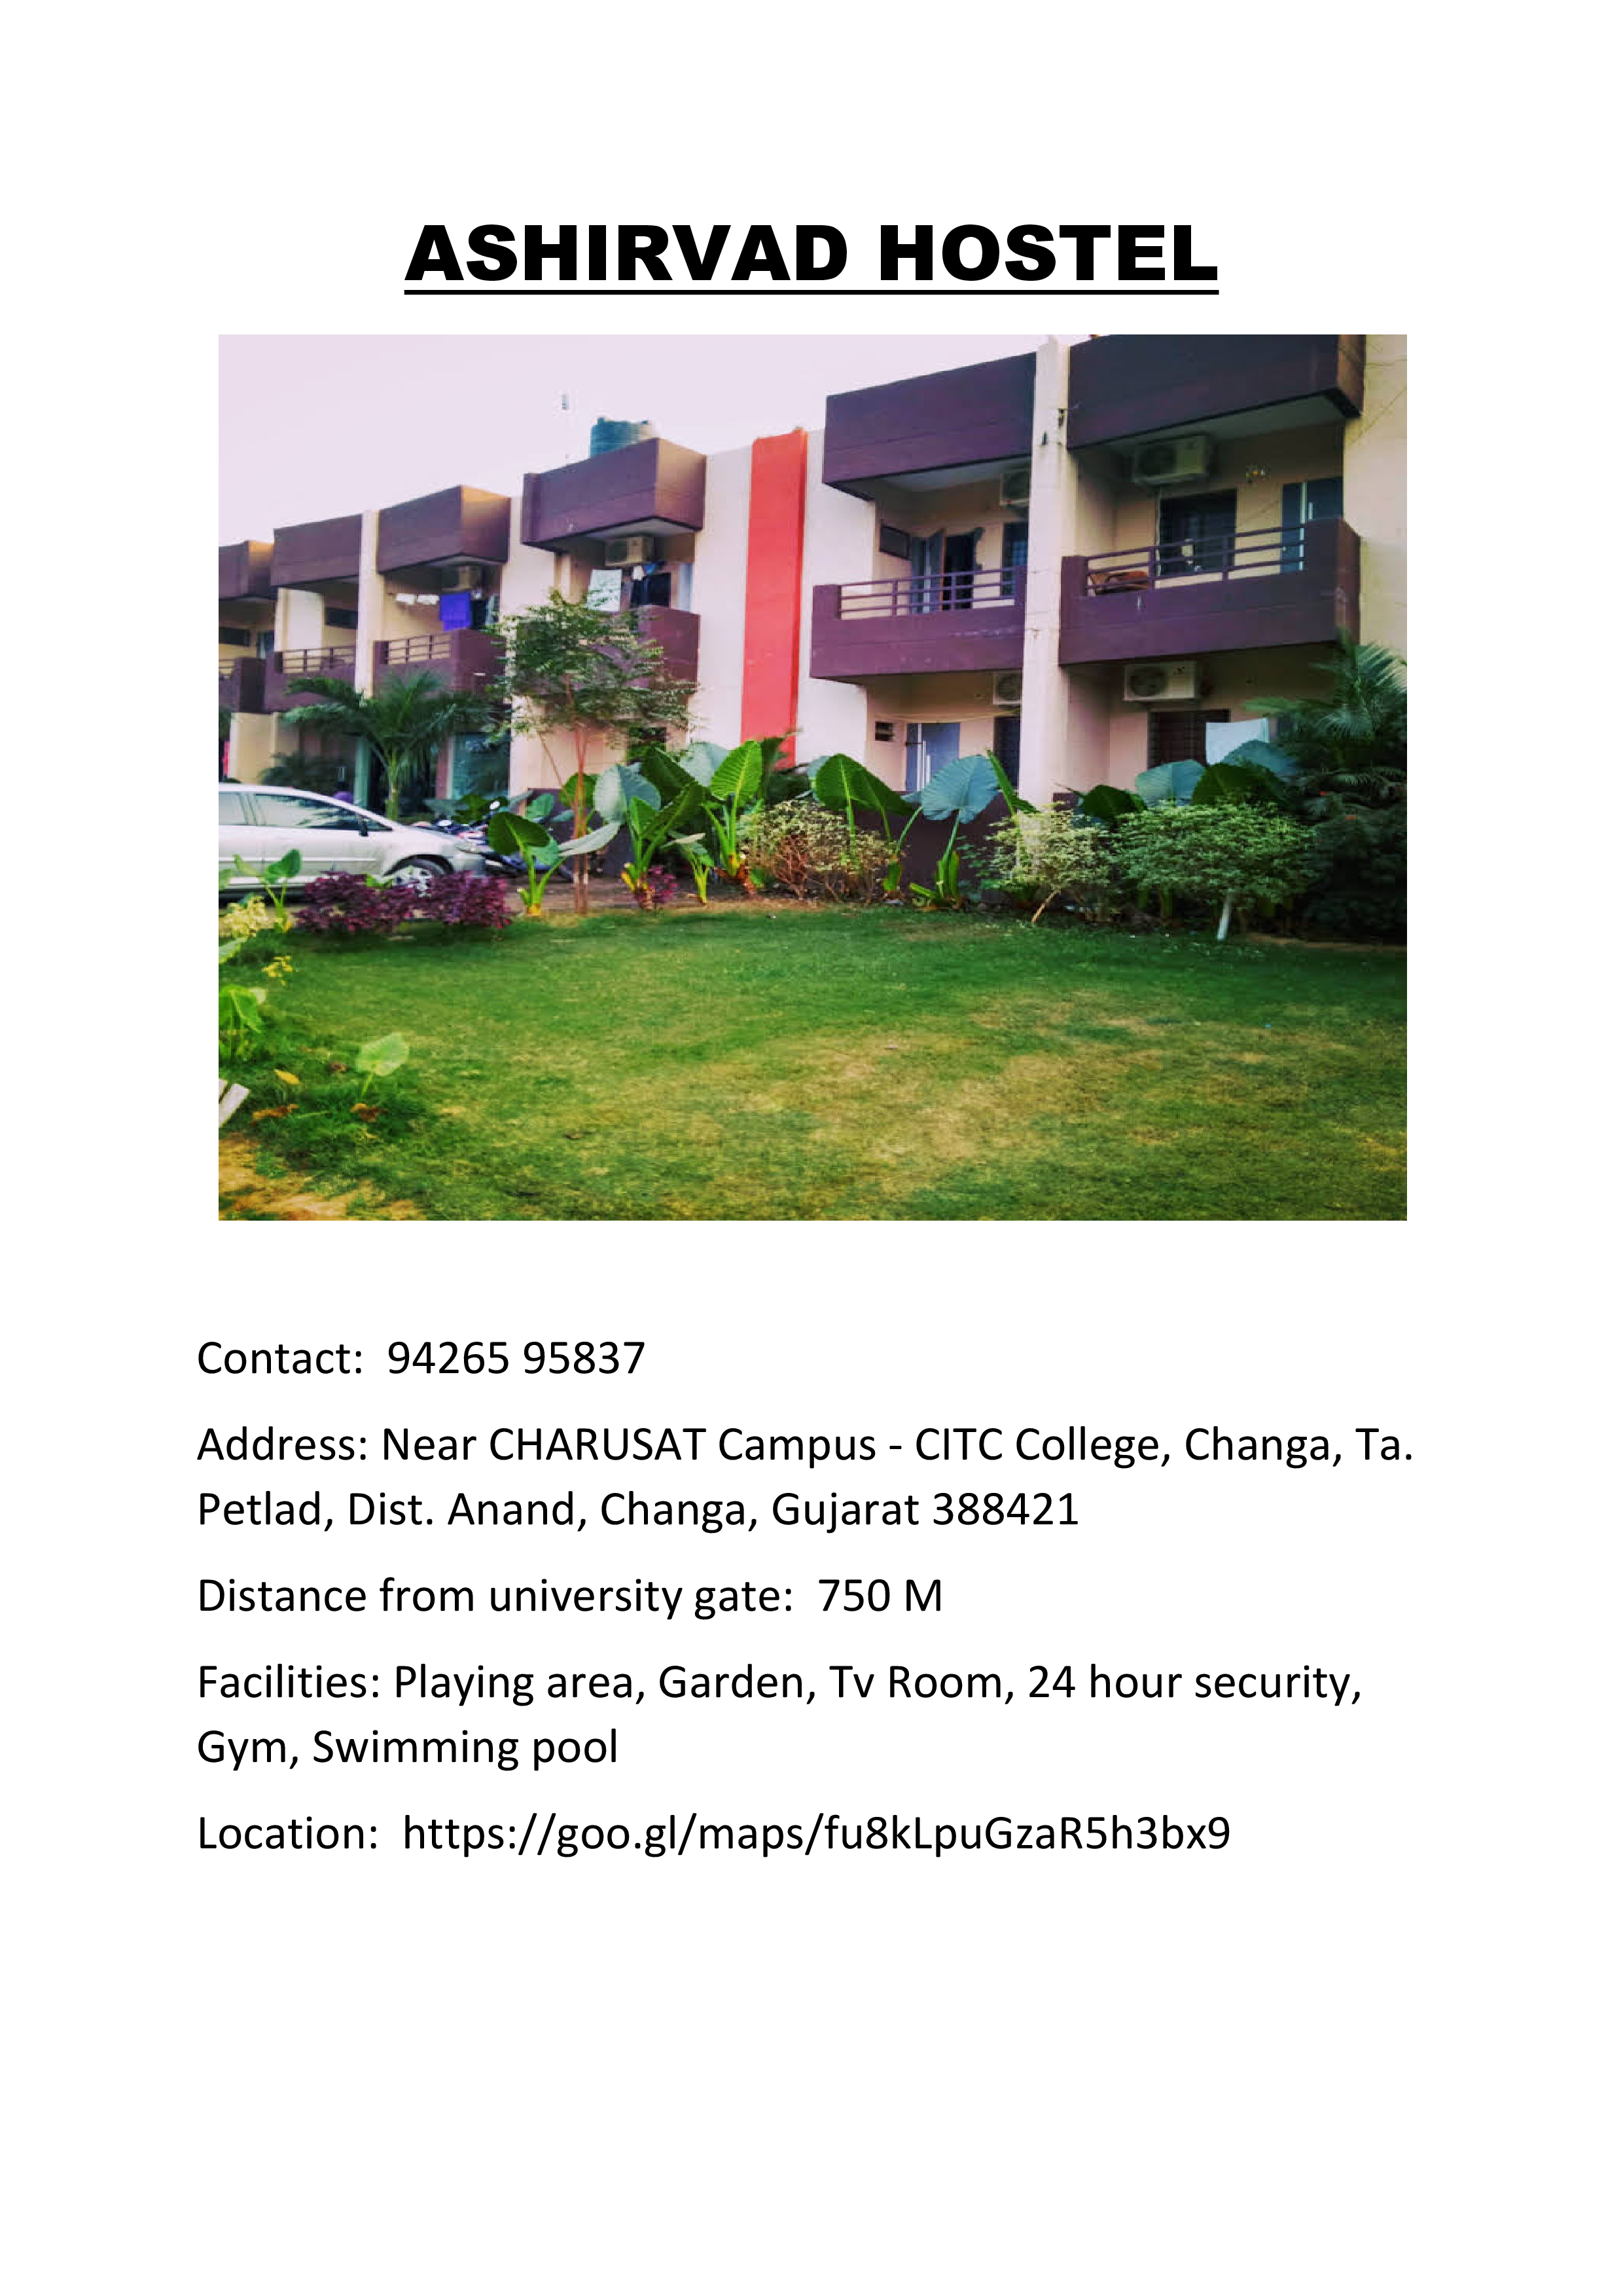 ASHIRVAD HOSTEL
Contact:  94265 95837
Address: Near CHARUSAT Campus - CITC College, Changa, Ta.
Petlad, Dist. Anand, Changa, Gujarat 388421
Distance from university gate:  750 M
Facilities: Playing area, Garden, Tv Room, 24 hour security,
Gym, Swimming pool
Location:  https://goo.gl/maps/fu8kLpuGzaR5h3bx9